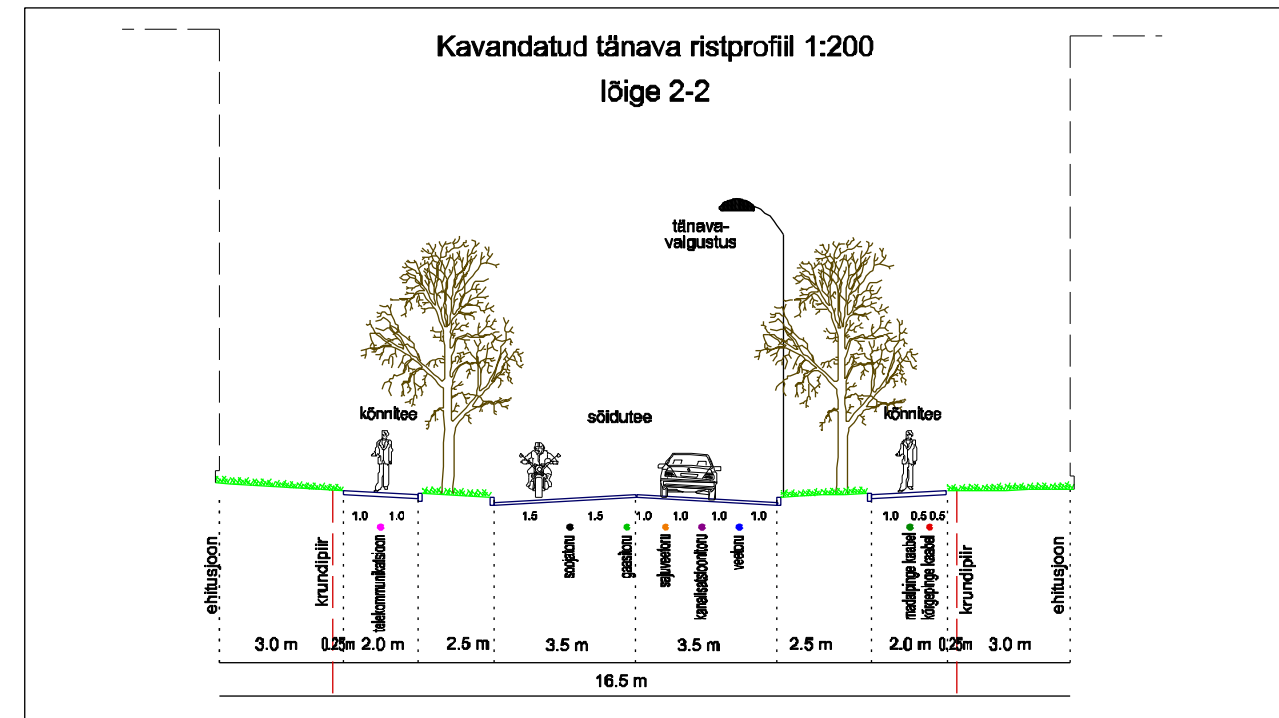 Kavandatud tänava ristprofiil 1:200
lõige 2-2
tänava-
valgustus
kõnnitee
sõidutee
kõnnitee
1.0 1.0 1.5 1.5 1.0 1.0 1.0 1.0 1.0 0.5 0.5
ehitusjoon
krundipiir
telekommunikatsioon
soojatoru
gaasitoru
sajuveetoru
kanalisatsioonitoru
veetoru
madalpinge kaabel
kõrgepinge kaabel
krundipiir
ehitusjoon
3.0 m 0.25m 2.0 m 2.5 m 3.5 m 3.5 m 2.5 m 2.0 m 0.25m 3.0 m
16.5 m